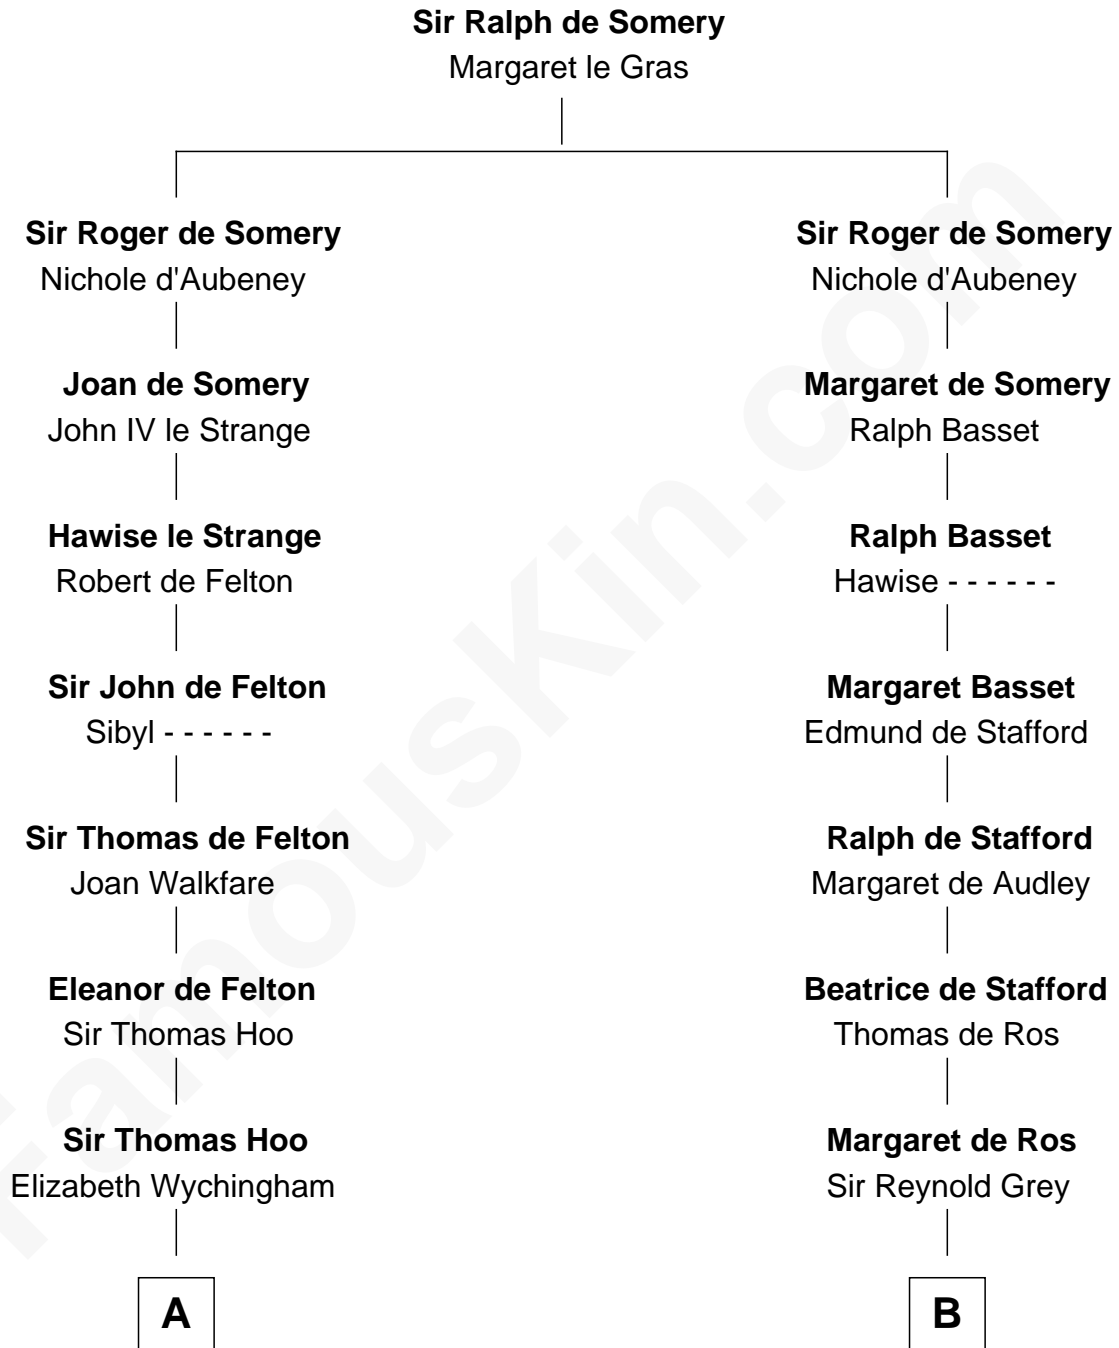 Sir Ralph de Somery
Margaret le Gras
Sir Roger de Somery
Nichole d'Aubeney
Joan de Somery
John IV le Strange
Hawise le Strange
Robert de Felton
Sir John de Felton
Sibyl - - - - - -
Sir Thomas de Felton
Joan Walkfare
Eleanor de Felton
Sir Thomas Hoo
Sir Thomas Hoo
Elizabeth Wychingham
A
Sir Roger de Somery
Nichole d'Aubeney
Margaret de Somery
Ralph Basset
Ralph Basset
Hawise - - - - - -
Margaret Basset
Edmund de Stafford
Ralph de Stafford
Margaret de Audley
Beatrice de Stafford
Thomas de Ros
Margaret de Ros
Sir Reynold Grey
B
FamousKin.com